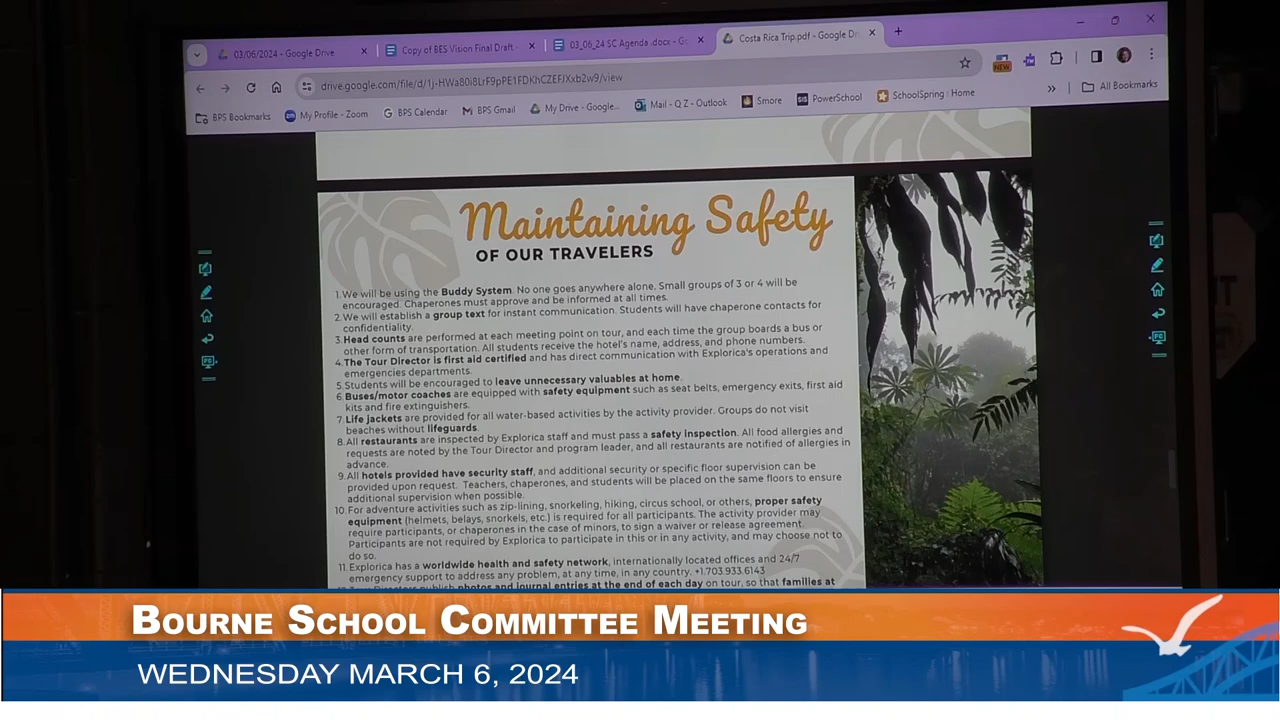 03/06/2024 - Google Drive
Copy of BES Vision Final Draft -
03_06_24 SC Agenda .docx - Go
Costa Rica Trip.pdf - Google Dri
drive.google.com/file/d/1j-HWa80i8LrF9pPE1FDKhCZEFJXxb2w9/view
NEW
BPS Bookmarks
My Profile - Zoom
BPS Calendar
BPS Gmail
My Drive - Google...
Mail - Q Z - Outlook
Smore
SIS PowerSchool
SchoolSpring : Home
All Bookmarks
Maintaining Safety
OF OUR TRAVELERS
1. We will be using the Buddy System. No one goes anywhere alone. Small groups of 3 or 4 will be
encouraged. Chaperones must approve and be informed at all times.
2. We will establish a group text for instant communication. Students will have chaperone contacts for
confidentiality.
3. Head counts are performed at each meeting point on tour, and each time the group boards a bus or
other form of transportation. All students receive the hotel's name, address, and phone numbers.
4. The Tour Director is first aid certified and has direct communication with Explorica's operations and
emergencies departments.
5. Students will be encouraged to leave unnecessary valuables at home.
6. Buses/motor coaches are equipped with safety equipment such as seat belts, emergency exits, first aid
kits and fire extinguishers.
7. Life jackets are provided for all water-based activities by the activity provider. Groups do not visit
beaches without lifeguards.
8. All restaurants are inspected by Explorica staff and must pass a safety inspection. All food allergies and
requests are noted by the Tour Director and program leader, and all restaurants are notified of allergies in
advance.
9. All hotels provided have security staff, and additional security or specific floor supervision can be
provided upon request. Teachers, chaperones, and students will be placed on the same floors to ensure
additional supervision when possible.
10. For adventure activities such as zip-lining, snorkeling, hiking, circus school, or others, proper safety
equipment (helmets, belays, snorkels, etc.) is required for all participants. The activity provider may
require participants, or chaperones in the case of minors, to sign a waiver or release agreement.
Participants are not required by Explorica to participate in this or in any activity, and may choose not to
do so.
11. Explorica has a worldwide health and safety network, internationally located offices and 24/7
emergency support to address any problem, at any time, in any country. +1.703.933.6143
photos and journal entries at the end of each day on tour, so that families at
BOURNE SCHOOL COMMITTEE MEETING
WEDNESDAY MARCH 6, 2024